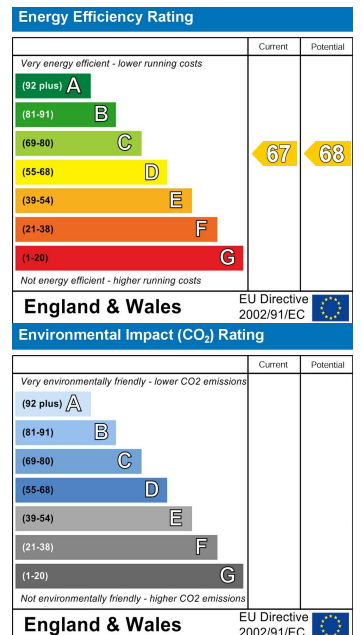 Energy Efficiency Rating
Current Potential
Very energy efficient - lower running costs
(92 plus) A
(81-91) B
(69-80) C
(55-68) D
(39-54) E
(21-38) F
(1-20) G
67 68
Not energy efficient - higher running costs
England & Wales
EU Directive
2002/91/EC
Environmental Impact (CO₂) Rating
Current Potential
Very environmentally friendly - lower CO2 emissions
(92 plus) A
(81-91) B
(69-80) C
(55-68) D
(39-54) E
(21-38) F
(1-20) G
Not environmentally friendly - higher CO2 emissions
England & Wales
EU Directive
2002/91/EC